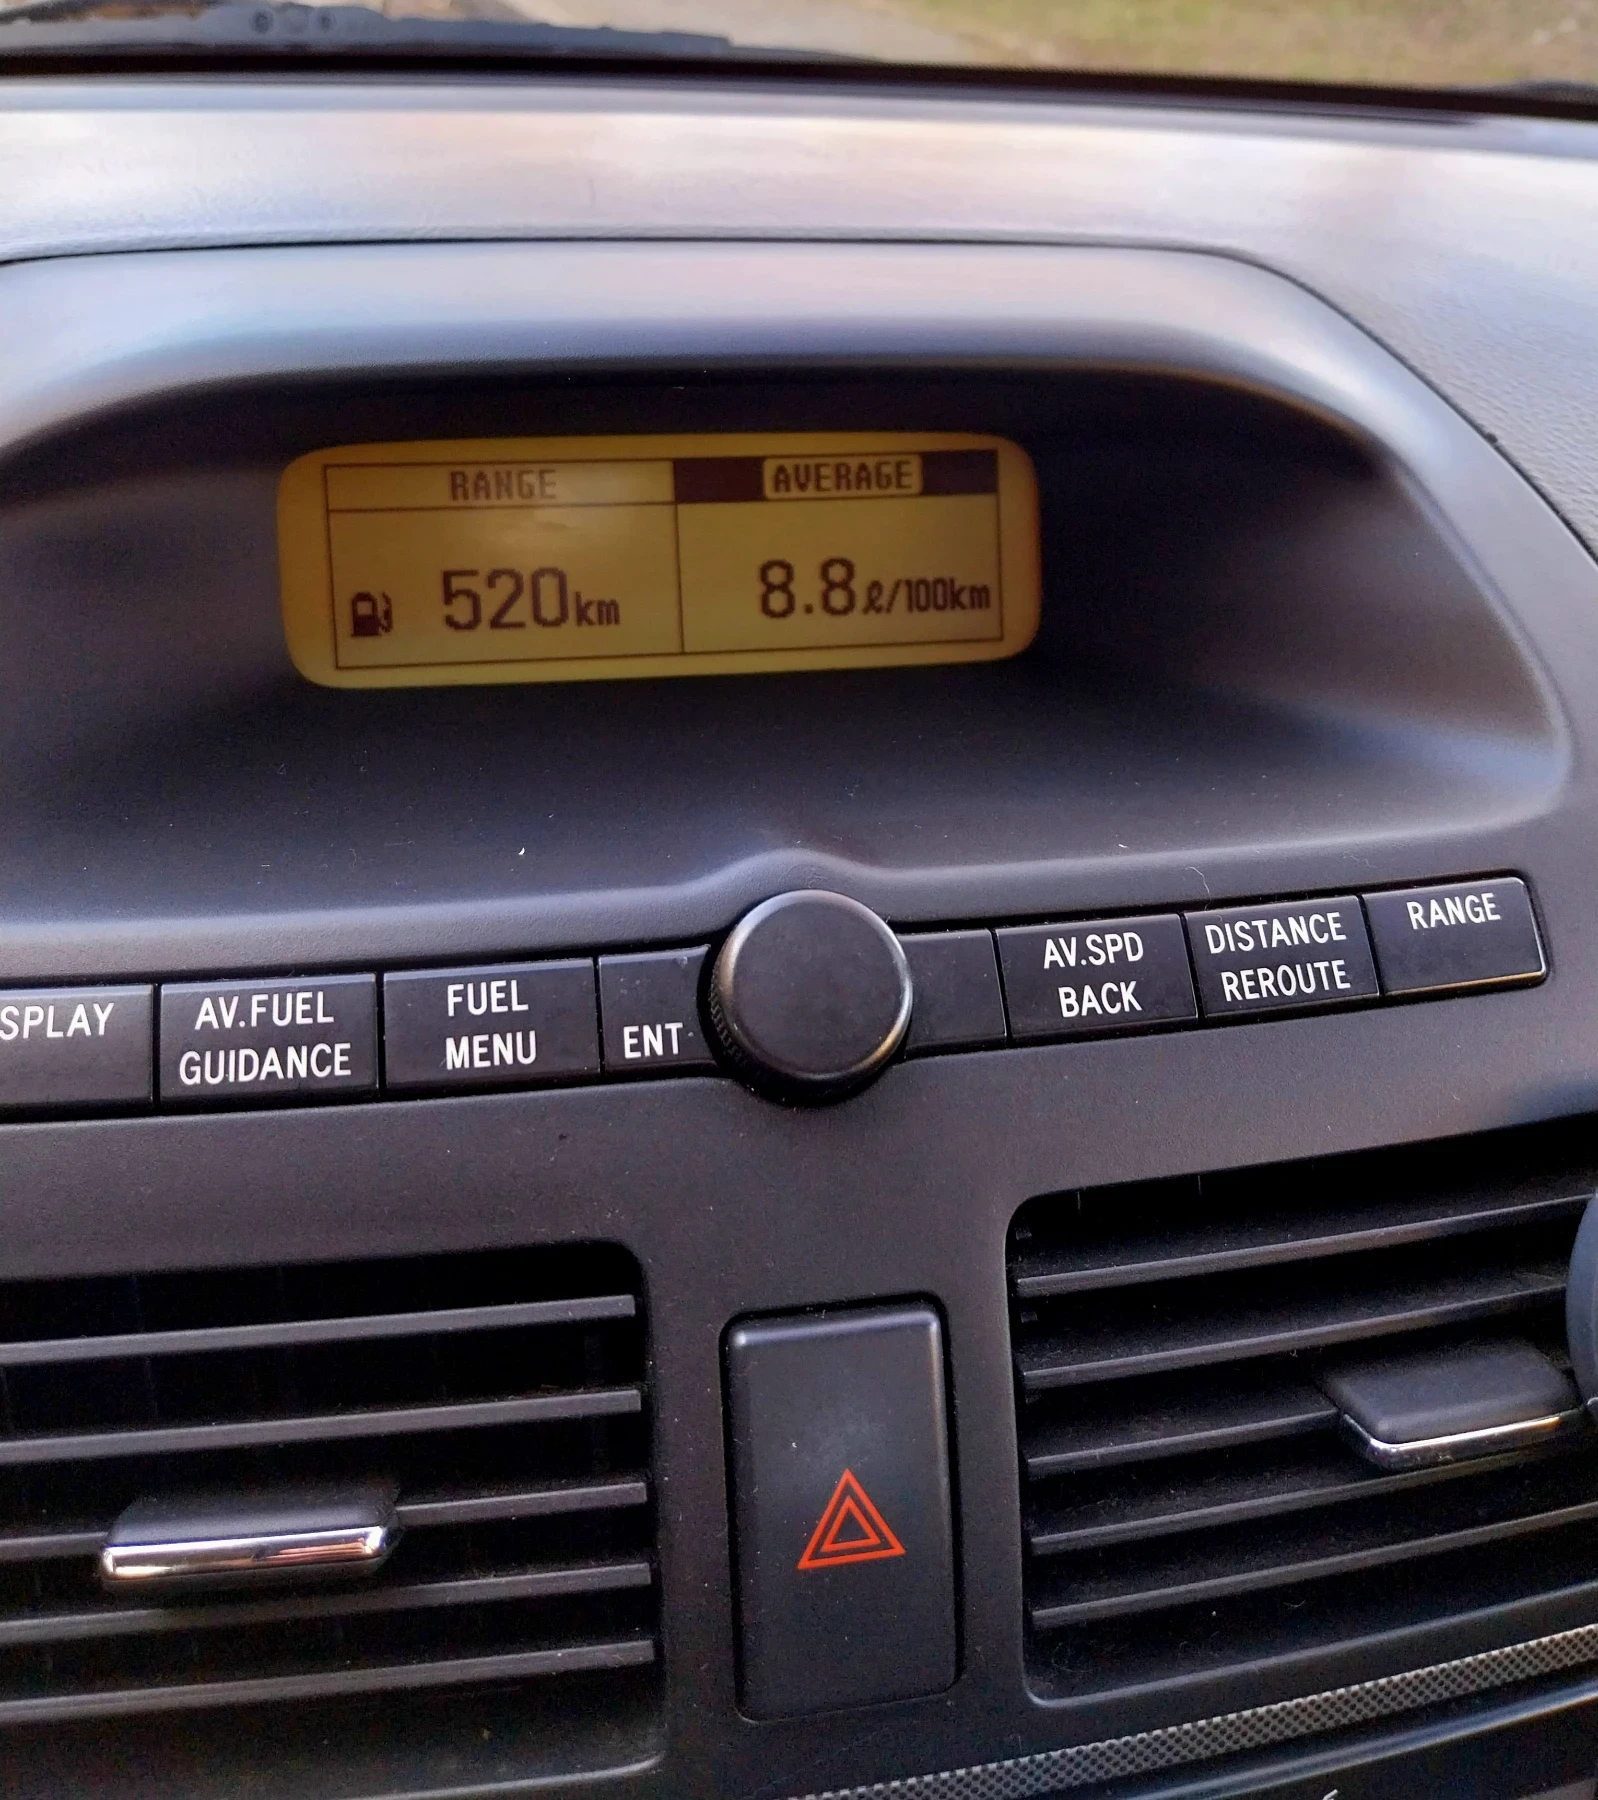 RANGE AVERAGE
520km 8.8ℓ/100km
SPLAY
AV.FUEL
GUIDANCE
FUEL
MENU
ENT
AV.SPD
BACK
DISTANCE
REROUTE
RANGE